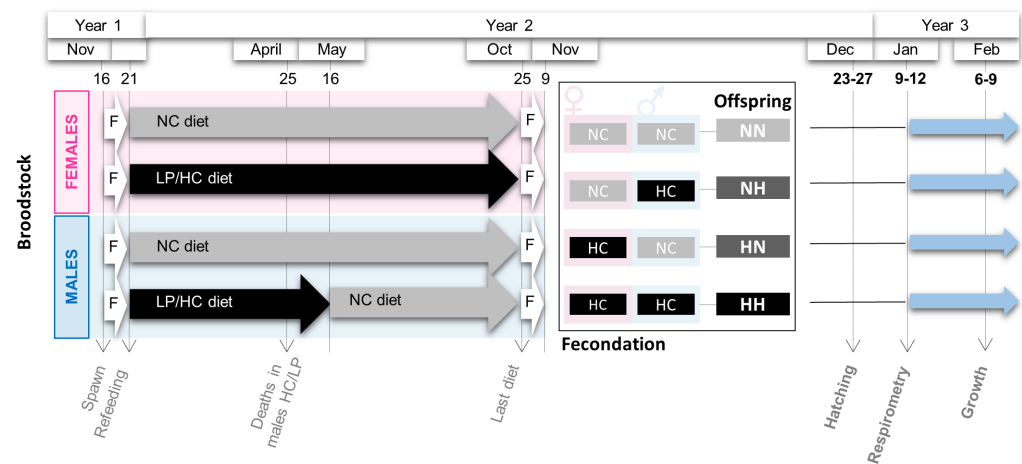 Year 1
Year 2
Year 3
Nov
April
May
Oct
Nov
Dec
Jan
Feb
16
21
25
16
25
9
23-27
9-12
6-9
Broodstock
FEMALES
F
NC diet
F
F
LP/HC diet
F
MALES
F
NC diet
F
F
LP/HC diet
NC diet
F
♀
♂
Offspring
NC
NC
NN
NC
HC
NH
HC
NC
HN
HC
HC
HH
Fecondation
Spawn
Refeeding
Deaths in
males HC/LP
Last diet
Hatching
Respirometry
Growth